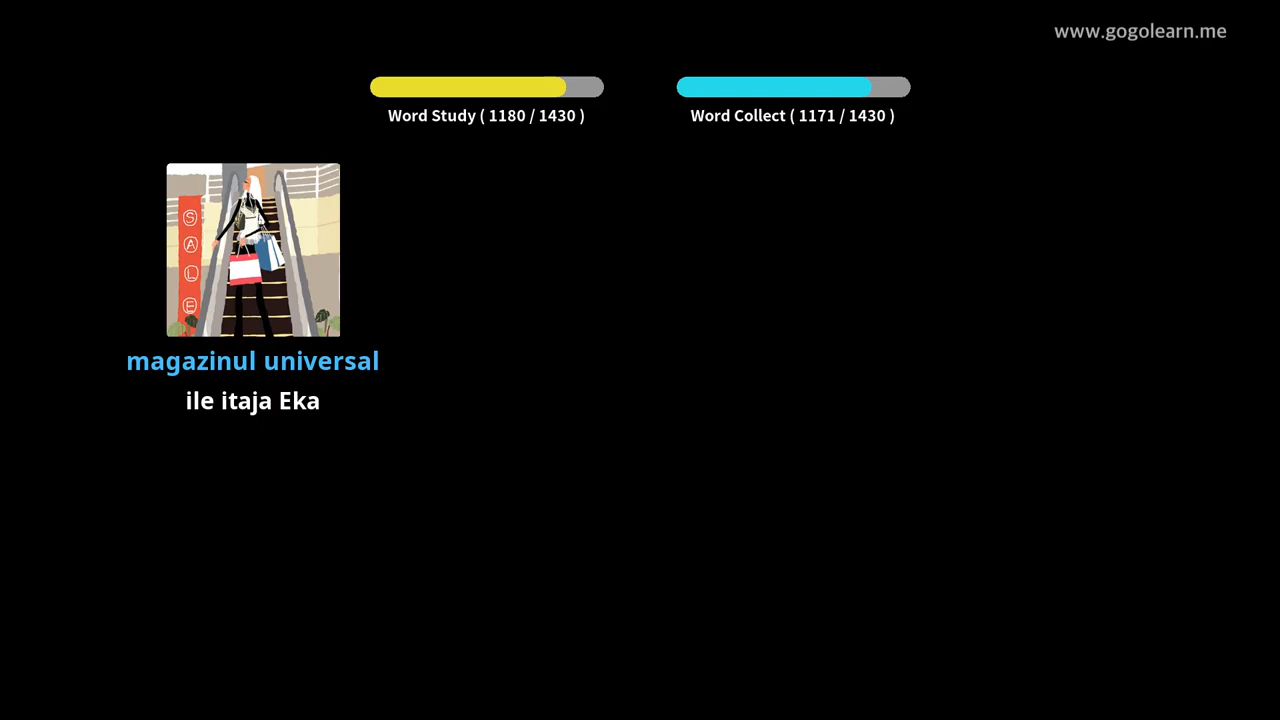 www.gogolearn.me
Word Study ( 1180 / 1430 )
Word Collect ( 1171 / 1430 )
SALE
magazinul universal
ile itaja Eka